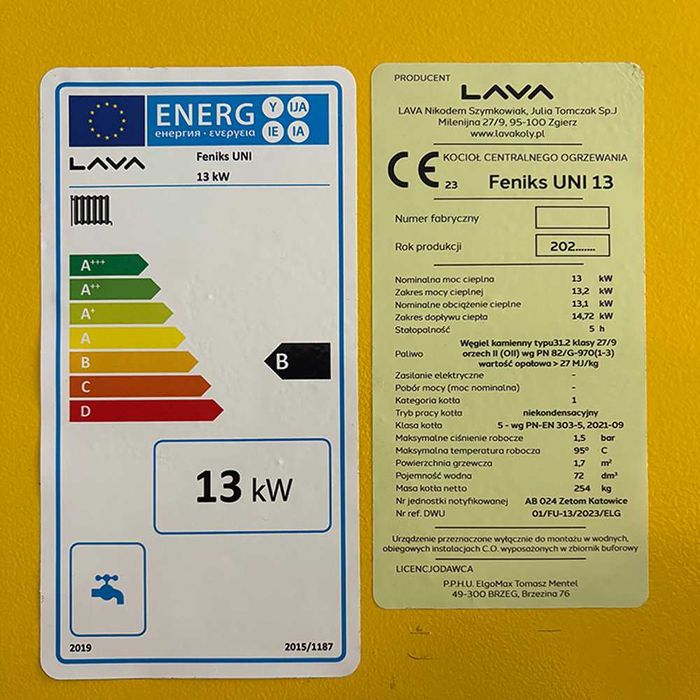 ENERG
Y IJA
IE IA
енергия · ενεργεια
LAVA
Feniks UNI
13 kW
A+++
A++
A+
A
B
C
D
B
13 kW
2019
2015/1187
PRODUCENT
LAVA
LAVA Nikodem Szymkowiak, Julia Tomczak Sp.J
Milenijna 27/9, 95-100 Zgierz
www.lavakoly.pl
CE 23
KOCIOŁ CENTRALNEGO OGRZEWANIA
Feniks UNI 13
Numer fabryczny
Rok produkcji 202.......
Nominalna moc cieplna 13 kW
Zakres mocy cieplnej 13,2 kW
Nominalne obciążenie cieplne 13,1 kW
Zakres dopływu ciepła 14,72 kW
Stałopalność 5 h
Węgiel kamienny typu31.2 klasy 27/9
Paliwo orzech II (OII) wg PN 82/G-970(1-3)
wartość opałowa > 27 MJ/kg
Zasilanie elektryczne -
Pobór mocy (moc nominalna) -
Kategoria kotła 1
Tryb pracy kotła niekondensacyjny
Klasa kotła 5 - wg PN-EN 303-5, 2021-09
Maksymalne ciśnienie robocze 1,5 bar
Maksymalna temperatura robocza 95° C
Powierzchnia grzewcza 1,7 m²
Pojemność wodna 72 dm³
Masa kotła netto 254 kg
Nr jednostki notyfikowanej AB 024 Zetom Katowice
Nr ref. DWU 01/FU-13/2023/ELG
Urządzenie przeznaczone wyłącznie do montażu w wodnych,
obiegowych instalacjach C.O. wyposażonych w zbiornik buforowy
LICENCJODAWCA
P.P.H.U. ElgoMax Tomasz Mentel
49-300 BRZEG, Brzezina 76